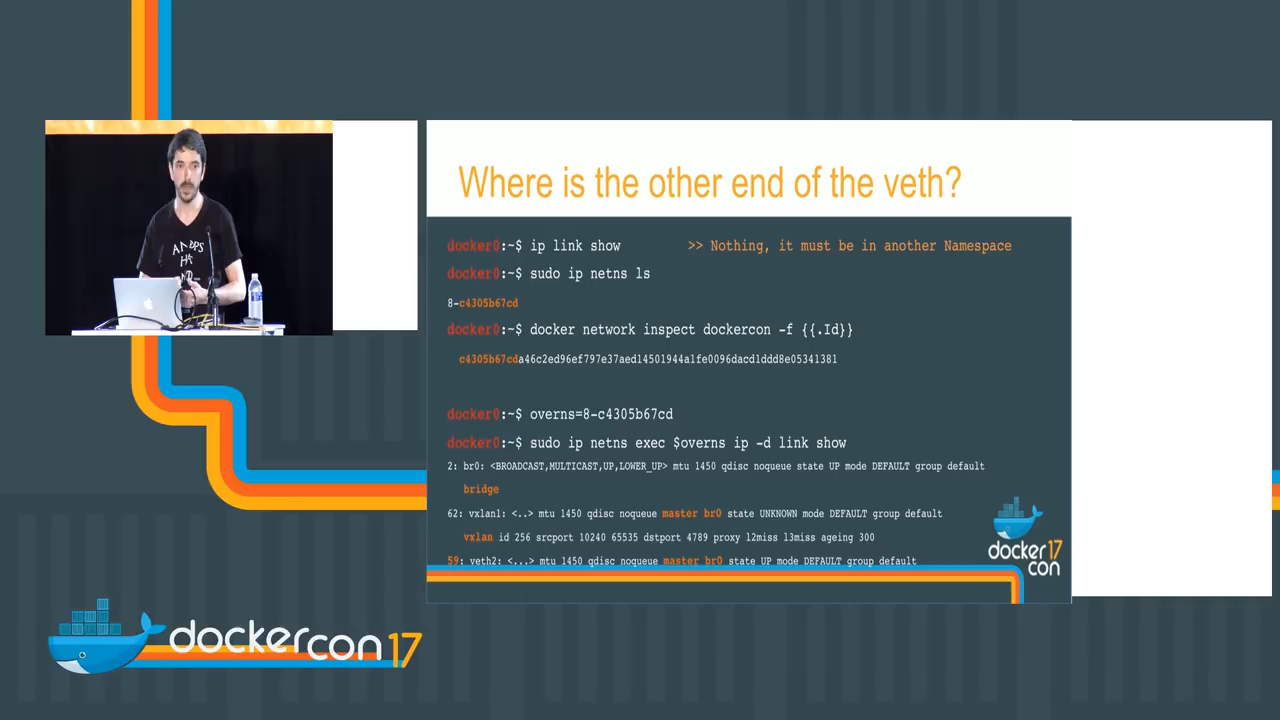 Where is the other end of the veth?
docker0:~$ ip link show >> Nothing, it must be in another Namespace
docker0:~$ sudo ip netns ls
8-c4305b67cd
docker0:~$ docker network inspect dockercon -f {{.Id}}
c4305b67cda46c2ed96ef797e37aed14501944a1fe0096dacd1ddd8e05341381
docker0:~$ overns=8-c4305b67cd
docker0:~$ sudo ip netns exec $overns ip -d link show
2: br0: <BROADCAST,MULTICAST,UP,LOWER_UP> mtu 1450 qdisc noqueue state UP mode DEFAULT group default
bridge
62: vxlan1: <..> mtu 1450 qdisc noqueue master br0 state UNKNOWN mode DEFAULT group default
vxlan id 256 srcport 10240 65535 dstport 4789 proxy l2miss l3miss ageing 300
59: veth2: <...> mtu 1450 qdisc noqueue master br0 state UP mode DEFAULT group default
docker 17
con
dockercon 17